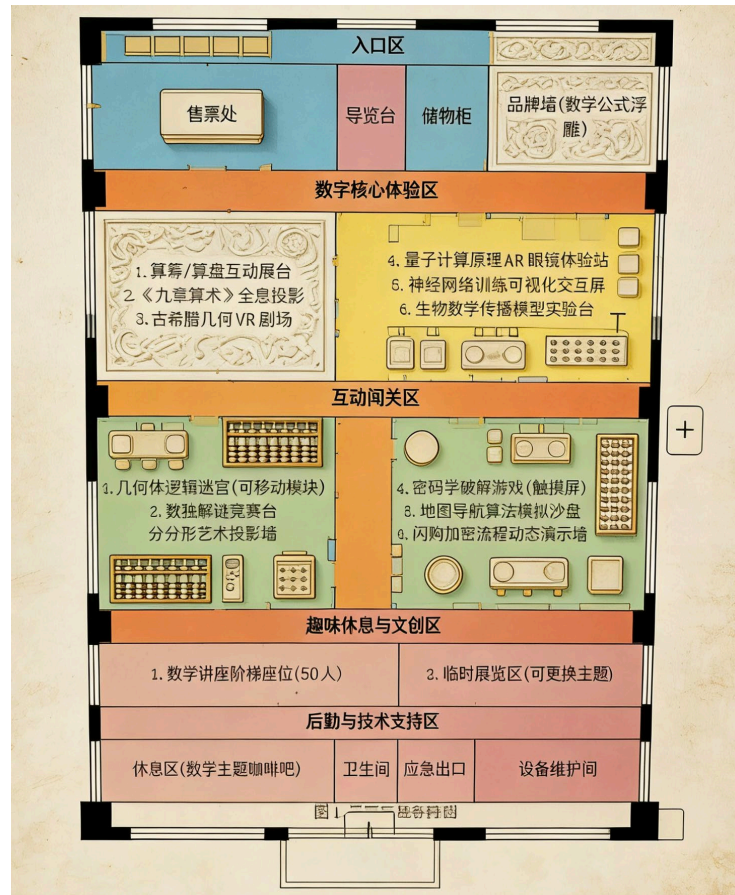 入口区
售票处
导览台
储物柜
品牌墙(数学公式浮
雕)
数字核心体验区
1. 算筹/算盘互动展台
2《九章算术》全息投影
3. 古希腊几何 VR 剧场
4. 量子计算原理 AR 眼镜体验站
5. 神经网络训练可视化交互屏
6. 生物数学传播模型实验台
互动闯关区
1. 几何体逻辑迷宫(可移动模块)
2. 数独解谜竞赛台
分分形艺术投影墙
4. 密码学破解游戏(触摸屏)
8. 地图导航算法模拟沙盘
闪购加密流程动态演示墙
趣味休息与文创区
1. 数学讲座阶梯座位(50人)
2. 临时展览区(可更换主题)
后勤与技术支持区
休息区(数学主题咖啡吧)
卫生间
应急出口
设备维护间
图1